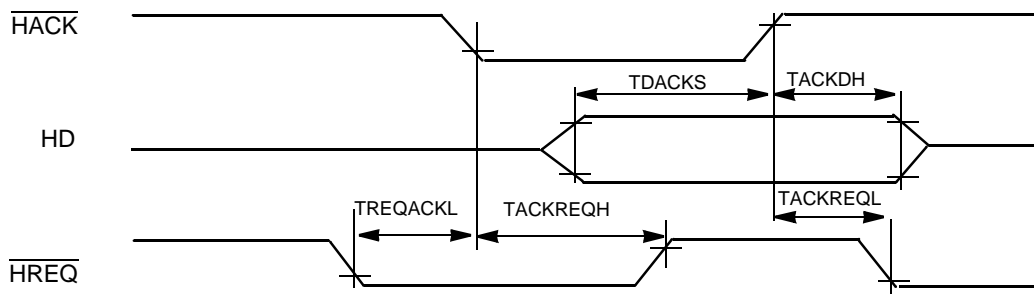 HACK
TDACKS
TACKDH
HD
TREQACKL
TACKREQH
TACKREQL
HREQ